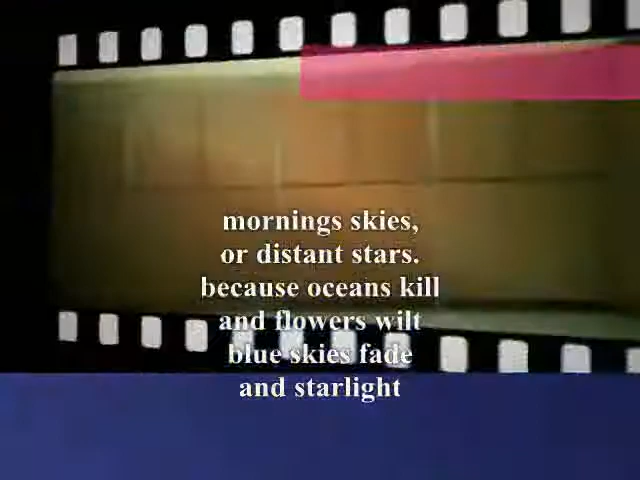 mornings skies,
or distant stars.
because oceans kill
and flowers wilt
blue skies fade
and starlight